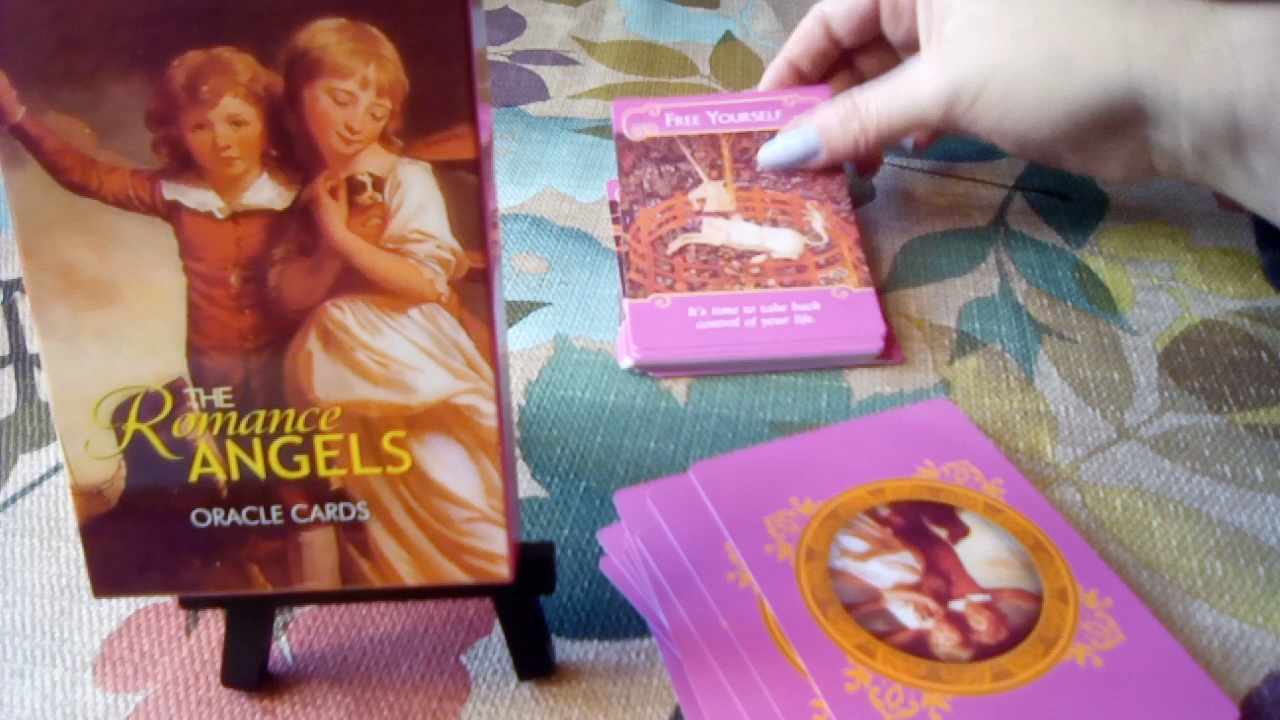 THE
Romance
ANGELS
ORACLE CARDS
FREE YOURSELF
It's time to take back
control of your life.